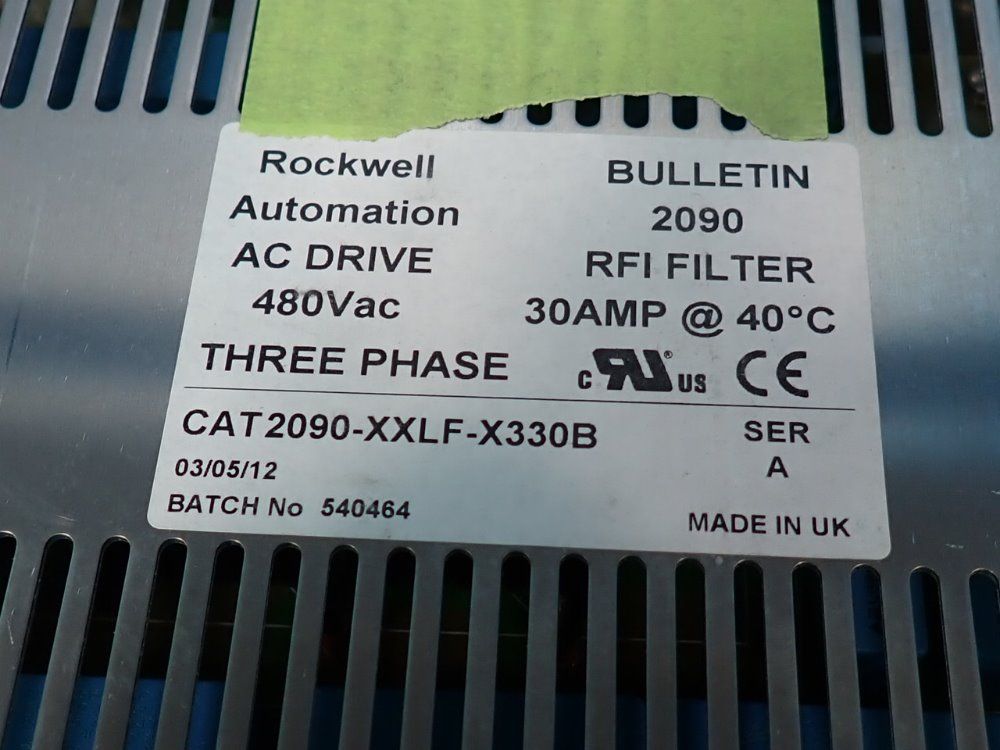 Rockwell BULLETIN
Automation 2090
AC DRIVE RFI FILTER
480Vac 30AMP @ 40°C
THREE PHASE c RU® US CE
CAT2090-XXLF-X330B SER
03/05/12 A
BATCH No 540464 MADE IN UK